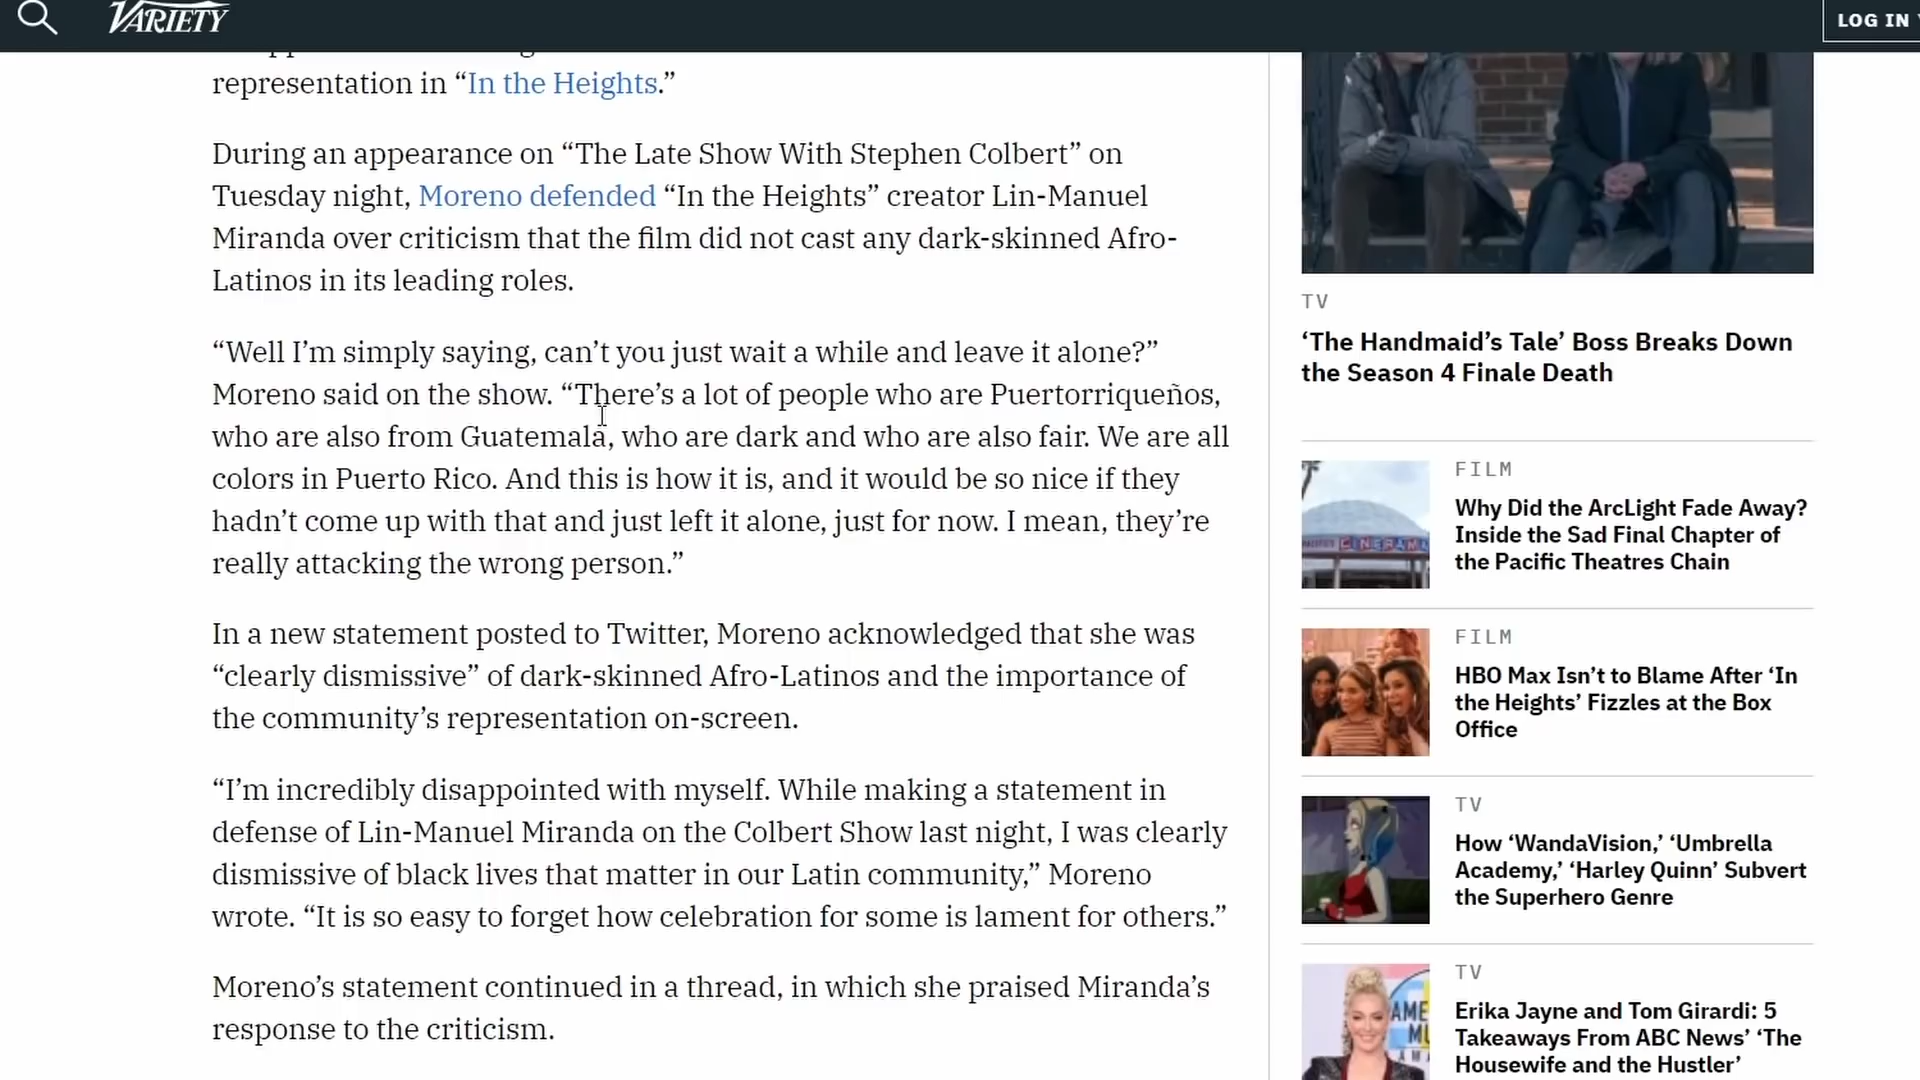 VARIETY
LOG IN
representation in “In the Heights.”
During an appearance on “The Late Show With Stephen Colbert” on
Tuesday night, Moreno defended “In the Heights” creator Lin-Manuel
Miranda over criticism that the film did not cast any dark-skinned Afro-
Latinos in its leading roles.
“Well I’m simply saying, can’t you just wait a while and leave it alone?”
Moreno said on the show. “There’s a lot of people who are Puertorriqueños,
who are also from Guatemala, who are dark and who are also fair. We are all
colors in Puerto Rico. And this is how it is, and it would be so nice if they
hadn’t come up with that and just left it alone, just for now. I mean, they’re
really attacking the wrong person.”
In a new statement posted to Twitter, Moreno acknowledged that she was
“clearly dismissive” of dark-skinned Afro-Latinos and the importance of
the community’s representation on-screen.
“I’m incredibly disappointed with myself. While making a statement in
defense of Lin-Manuel Miranda on the Colbert Show last night, I was clearly
dismissive of black lives that matter in our Latin community,” Moreno
wrote. “It is so easy to forget how celebration for some is lament for others.”
Moreno’s statement continued in a thread, in which she praised Miranda’s
response to the criticism.
TV
‘The Handmaid’s Tale’ Boss Breaks Down
the Season 4 Finale Death
FILM
Why Did the ArcLight Fade Away?
Inside the Sad Final Chapter of
the Pacific Theatres Chain
CINERAMA
FILM
HBO Max Isn’t to Blame After ‘In
the Heights’ Fizzles at the Box
Office
TV
How ‘WandaVision,’ ‘Umbrella
Academy,’ ‘Harley Quinn’ Subvert
the Superhero Genre
TV
Erika Jayne and Tom Girardi: 5
Takeaways From ABC News’ ‘The
Housewife and the Hustler’